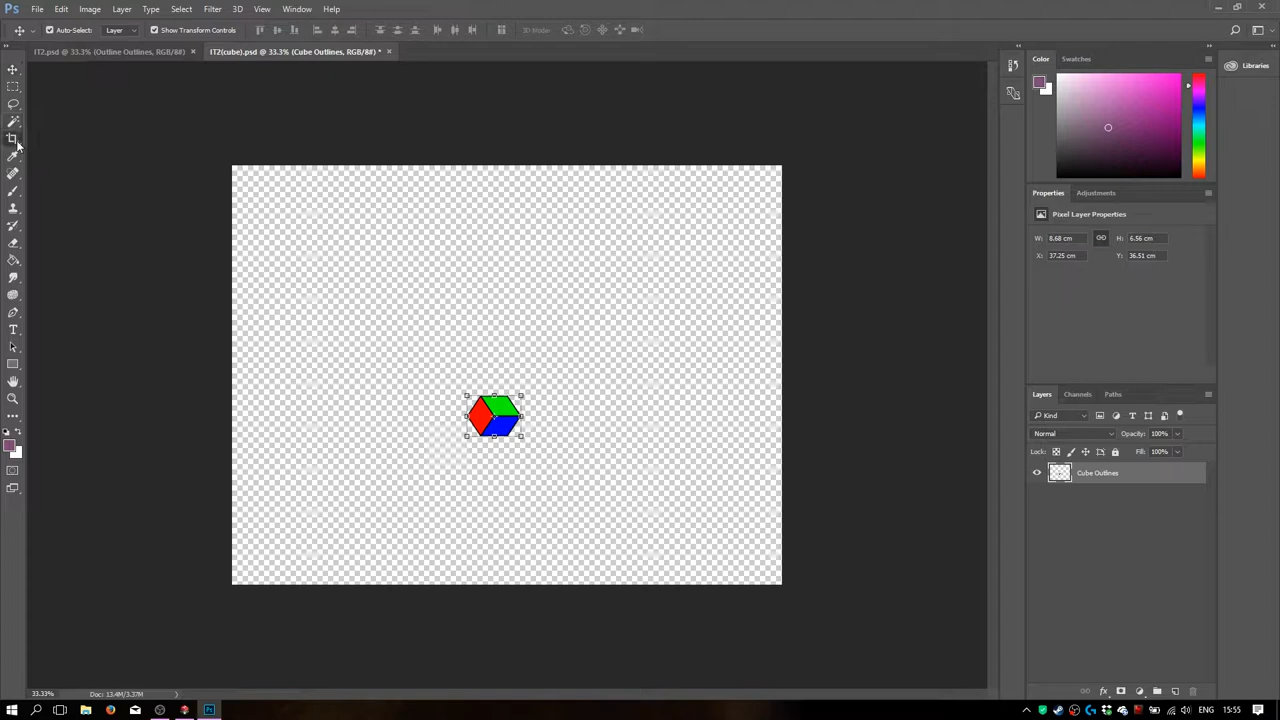 Ps File Edit Image Layer Type Select Filter 3D View Window Help
Auto-Select: Layer Show Transform Controls 3D Mode:
IT2.psd @ 33.3% (Outline Outlines, RGB/8#) × IT2(cube).psd @ 33.3% (Cube Outlines, RGB/8#) * ×
Color Swatches
Libraries
Properties Adjustments
Pixel Layer Properties
W: 8.68 cm H: 6.56 cm
X: 37.25 cm Y: 36.51 cm
Layers Channels Paths
Kind
Normal Opacity: 100%
Lock: Fill: 100%
Cube Outlines
33.33% Doc: 13.4M/3.37M
Ps ENG 15:55